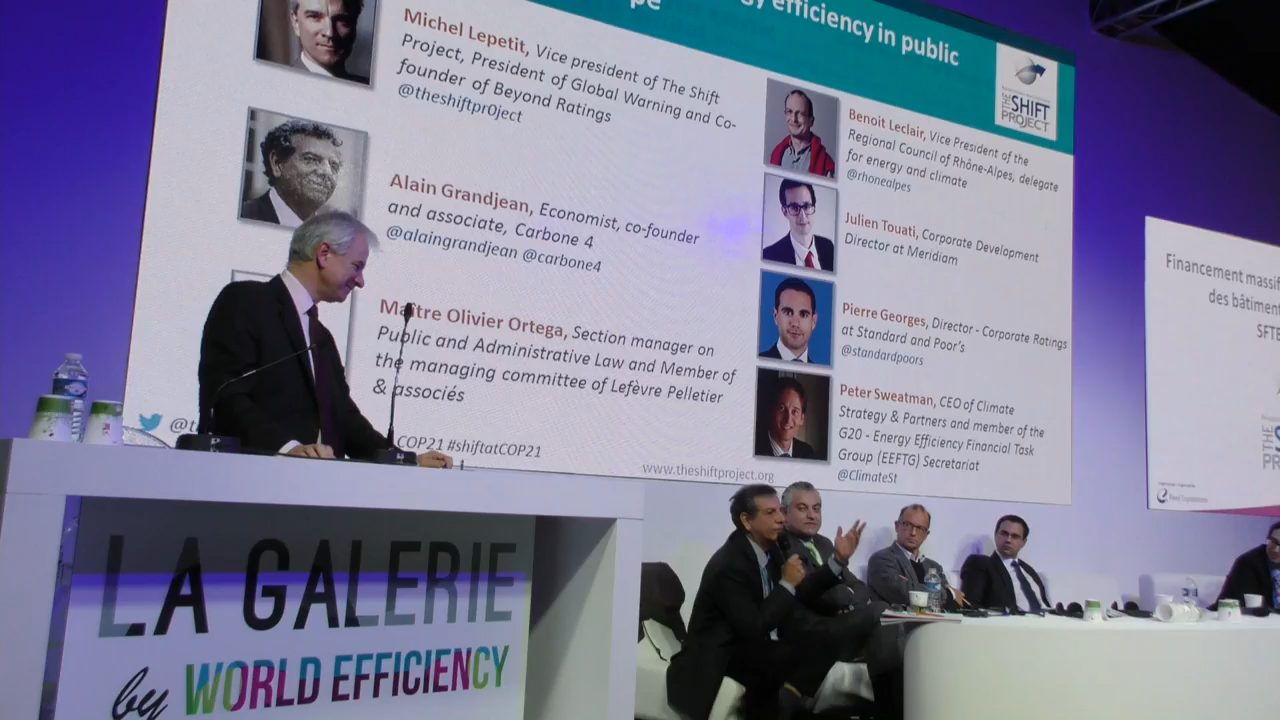 gy efficiency in public
pe
THE SHIFT
PROJECT
Michel Lepetit, Vice president of The Shift
Project, President of Global Warning and Co-
founder of Beyond Ratings
@theshiftpr0ject
Alain Grandjean, Economist, co-founder
and associate, Carbone 4
@alaingrandjean @carbone4
Maître Olivier Ortega, Section manager on
Public and Administrative Law and Member of
the managing committee of Lefèvre Pelletier
& associés
@t
COP21 #shiftatCOP21
www.theshiftproject.org
Benoit Leclair, Vice President of the
Regional Council of Rhône-Alpes, delegate
for energy and climate
@rhonealpes
Julien Touati, Corporate Development
Director at Meridiam
Pierre Georges, Director - Corporate Ratings
at Standard and Poor's
@standardpoors
Peter Sweatman, CEO of Climate
Strategy & Partners and member of the
G20 - Energy Efficiency Financial Task
Group (EEFTG) Secretariat
@ClimateSt
Financement massif
des bâtiment
SFTE
THE
PROJ
LA GALERIE
by WORLD EFFICIENCY